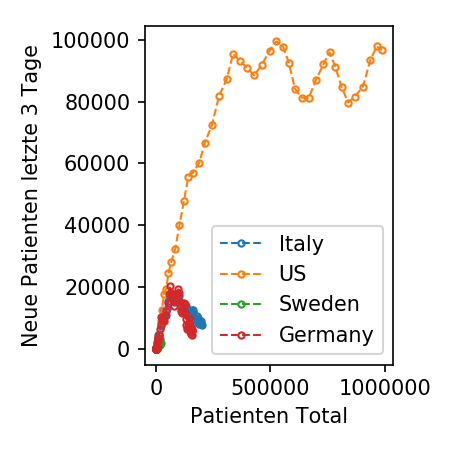 100000
80000
60000
40000
20000
0
Neue Patienten letzte 3 Tage
Italy
US
Sweden
Germany
0
500000
1000000
Patienten Total